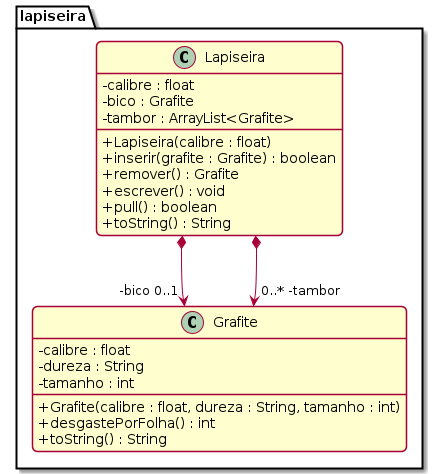 lapiseira
C Lapiseira
-calibre : float
-bico : Grafite
-tambor : ArrayList<Grafite>
+Lapiseira(calibre : float)
+inserir(grafite : Grafite) : boolean
+remover() : Grafite
+escrever() : void
+pull() : boolean
+toString() : String
-bico 0..1 0..* -tambor
C Grafite
-calibre : float
-dureza : String
-tamanho : int
+Grafite(calibre : float, dureza : String, tamanho : int)
+desgastePorFolha() : int
+toString() : String